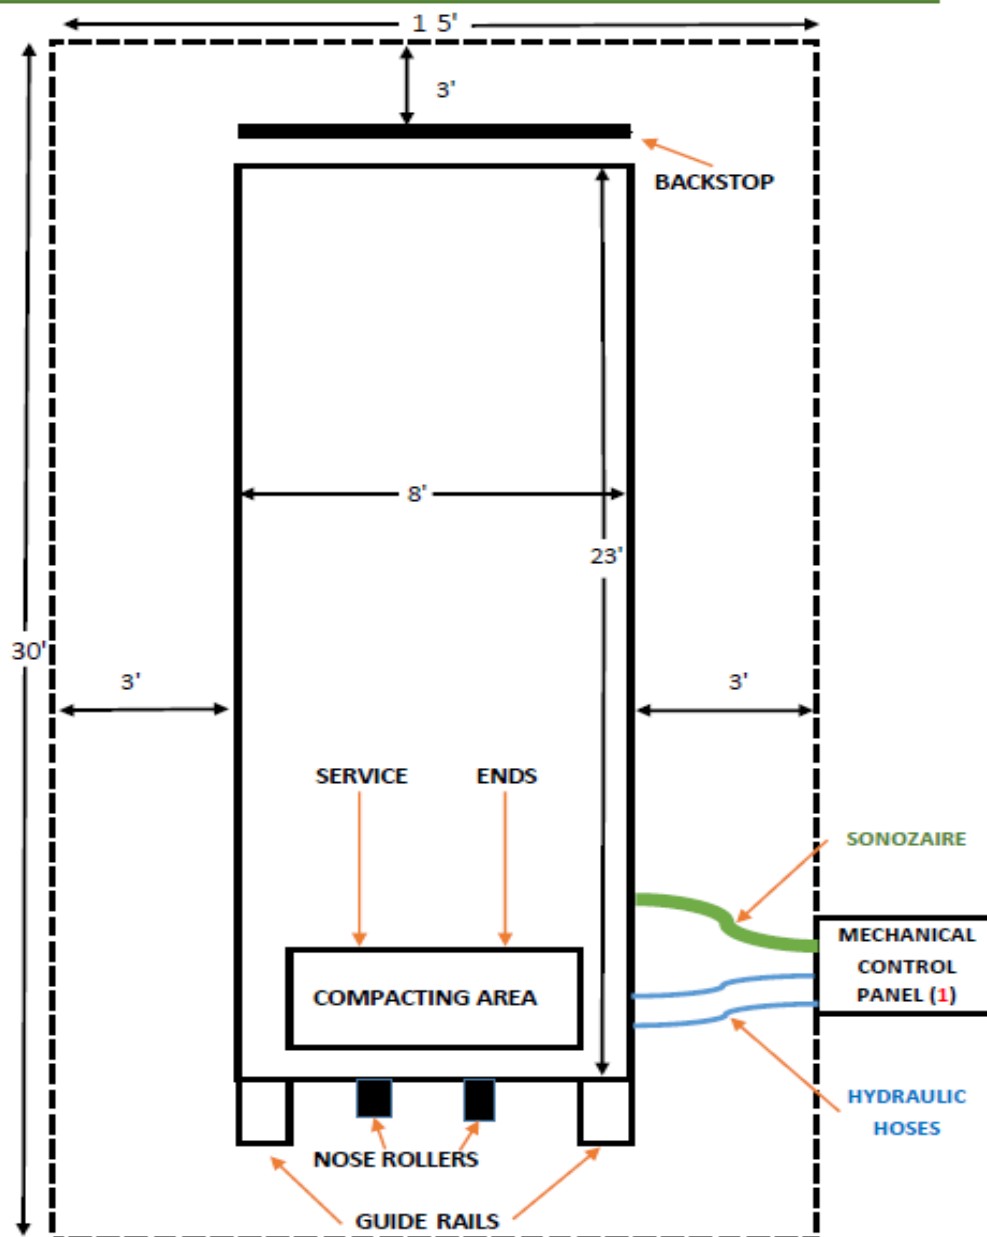 1 5'
3'
BACKSTOP
8'
23'
30'
3'
3'
SERVICE
ENDS
SONOZAIRE
MECHANICAL
CONTROL
PANEL (1)
COMPACTING AREA
HYDRAULIC
HOSES
NOSE ROLLERS
GUIDE RAILS